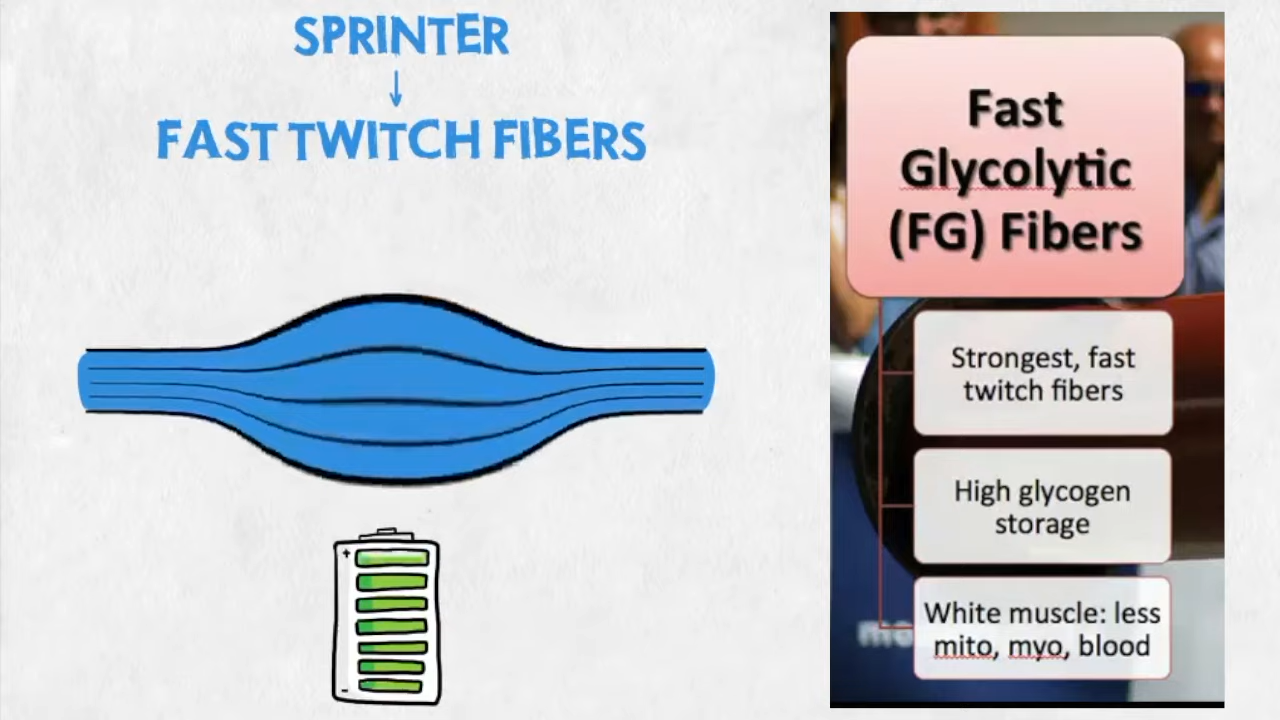 SPRINTER
FAST TWITCH FIBERS
Fast
Glycolytic
(FG) Fibers
Strongest, fast
twitch fibers
High glycogen
storage
White muscle: less
mito, myo, blood
+
-